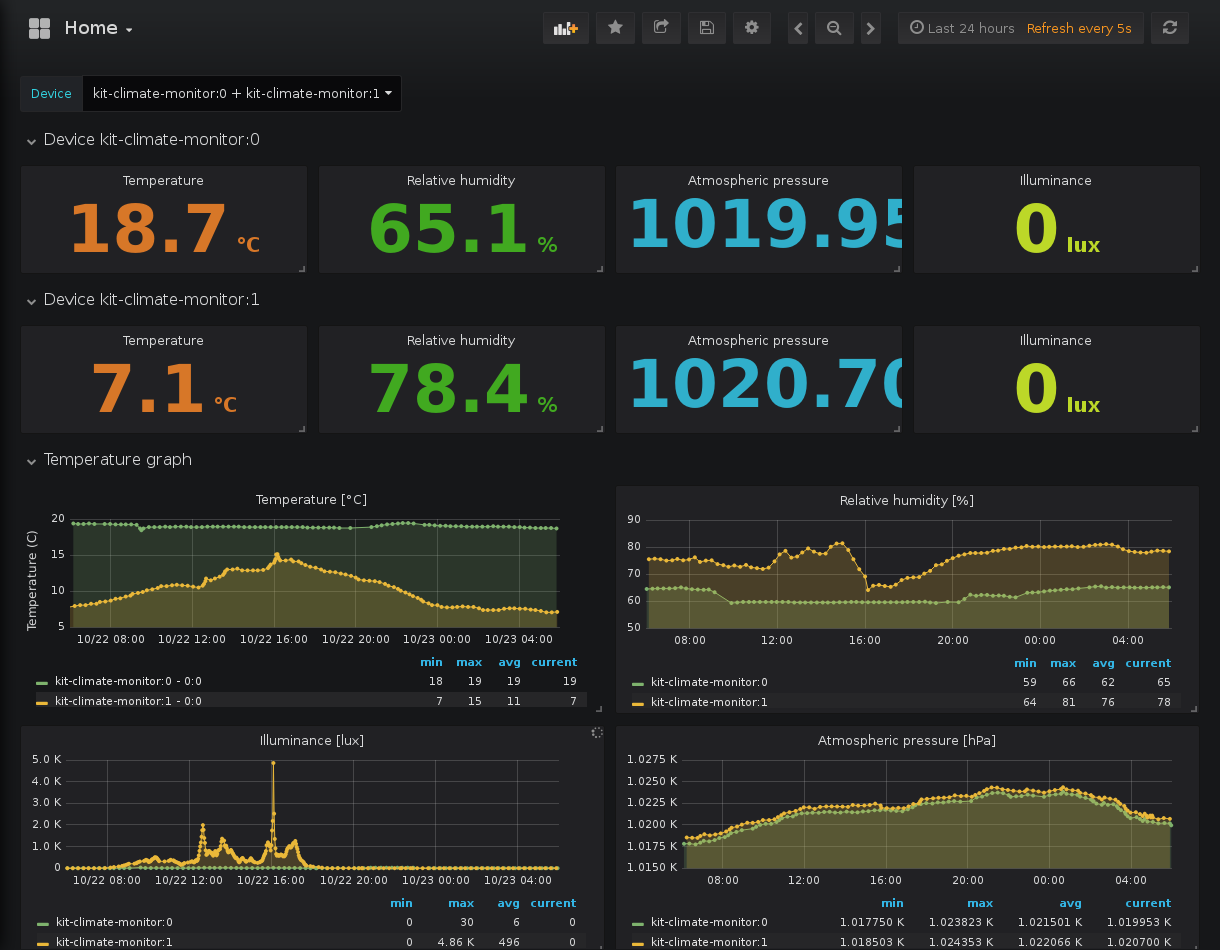 Home
Last 24 hours Refresh every 5s
Device kit-climate-monitor:0 + kit-climate-monitor:1
Device kit-climate-monitor:0
Temperature Relative humidity Atmospheric pressure Illuminance
18.7 °C 65.1 % 1019.95 0 lux
Device kit-climate-monitor:1
Temperature Relative humidity Atmospheric pressure Illuminance
7.1 °C 78.4 % 1020.70 0 lux
Temperature graph
Temperature [°C]
Temperature (C)
20
15
10
5
10/22 08:00 10/22 12:00 10/22 16:00 10/22 20:00 10/23 00:00 10/23 04:00
min max avg current
kit-climate-monitor:0 - 0:0 18 19 19 19
kit-climate-monitor:1 - 0:0 7 15 11 7
Relative humidity [%]
90
80
70
60
50
08:00 12:00 16:00 20:00 00:00 04:00
min max avg current
kit-climate-monitor:0 59 66 62 65
kit-climate-monitor:1 64 81 76 78
Illuminance [lux]
5.0 K
4.0 K
3.0 K
2.0 K
1.0 K
0
10/22 08:00 10/22 12:00 10/22 16:00 10/22 20:00 10/23 00:00 10/23 04:00
min max avg current
kit-climate-monitor:0 0 30 6 0
kit-climate-monitor:1 0 4.86 K 496 0
Atmospheric pressure [hPa]
1.0275 K
1.0250 K
1.0225 K
1.0200 K
1.0175 K
1.0150 K
08:00 12:00 16:00 20:00 00:00 04:00
min max avg current
kit-climate-monitor:0 1.017750 K 1.023823 K 1.021501 K 1.019953 K
kit-climate-monitor:1 1.018503 K 1.024353 K 1.022066 K 1.020700 K